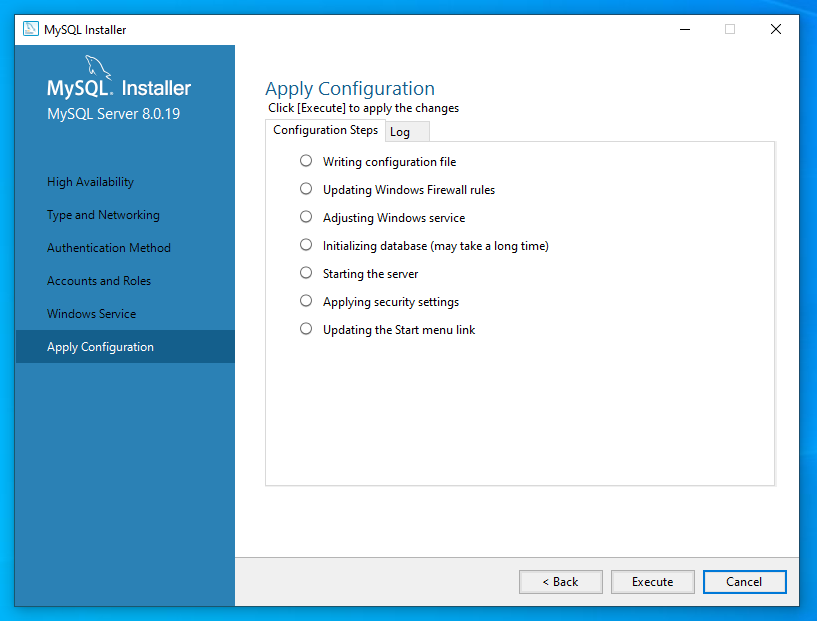 MySQL Installer
MySQL. Installer
MySQL Server 8.0.19
High Availability
Type and Networking
Authentication Method
Accounts and Roles
Windows Service
Apply Configuration
Apply Configuration
Click [Execute] to apply the changes
Configuration Steps Log
Writing configuration file
Updating Windows Firewall rules
Adjusting Windows service
Initializing database (may take a long time)
Starting the server
Applying security settings
Updating the Start menu link
< Back Execute Cancel